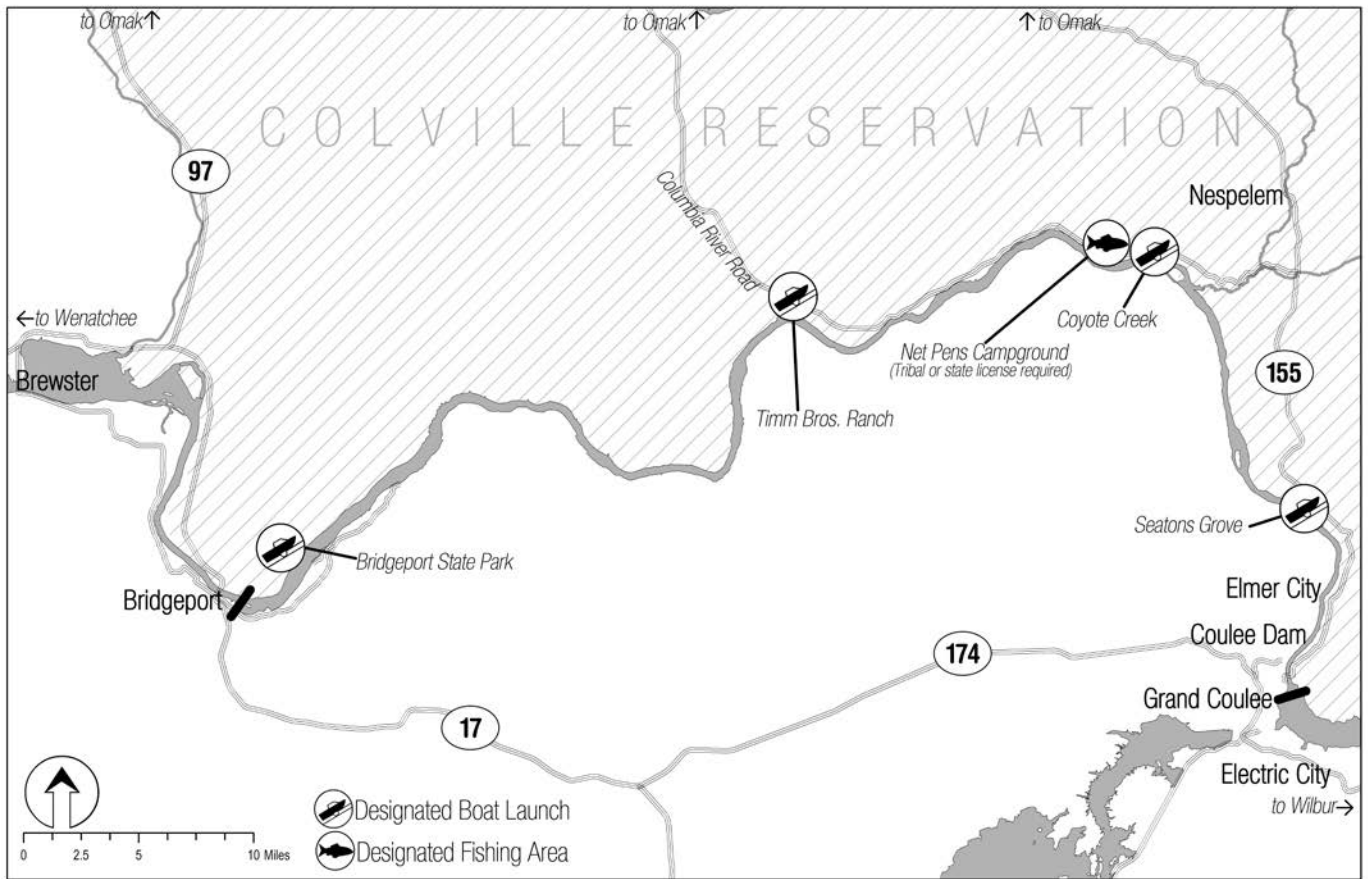 to Omak↑
to Omak↑
↑to Omak
COLVILLE RESERVATION
97
Nespelem
Columbia River Road
←to Wenatchee
Coyote Creek
Net Pens Campground
(Tribal or state license required)
155
Brewster
Timm Bros. Ranch
Seatons Grove
Bridgeport State Park
Bridgeport
Elmer City
Coulee Dam
174
Grand Coulee
17
Electric City
to Wilbur→
Designated Boat Launch
Designated Fishing Area
0 2.5 5 10 Miles